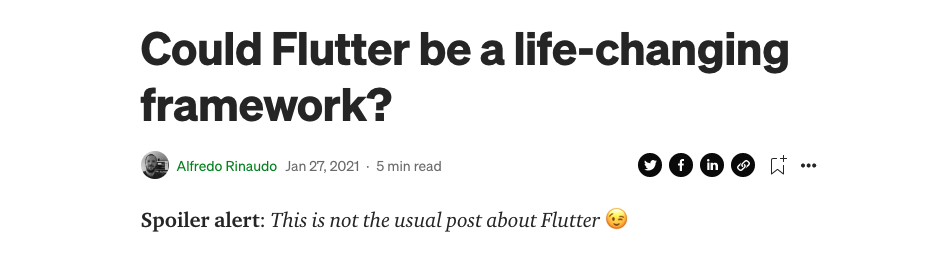 Could Flutter be a life-changing
framework?
Alfredo Rinaudo Jan 27, 2021 · 5 min read
Spoiler alert: This is not the usual post about Flutter 😉